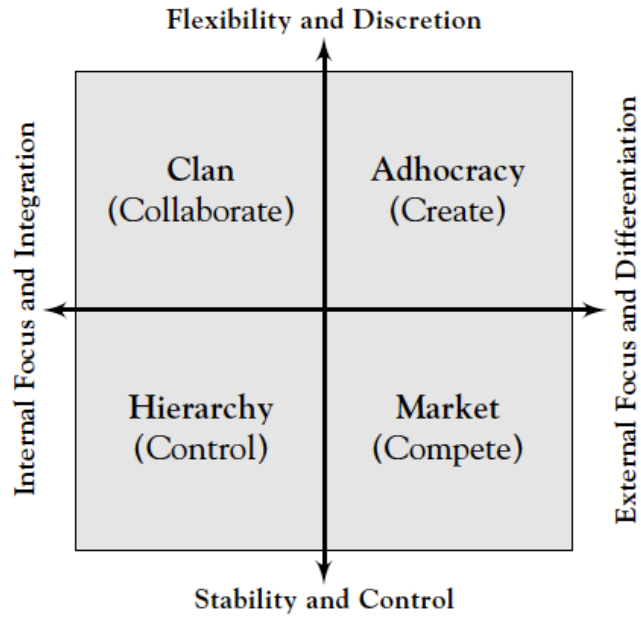 Flexibility and Discretion
Internal Focus and Integration
Clan
(Collaborate)
Adhocracy
(Create)
External Focus and Differentiation
Hierarchy
(Control)
Market
(Compete)
Stability and Control